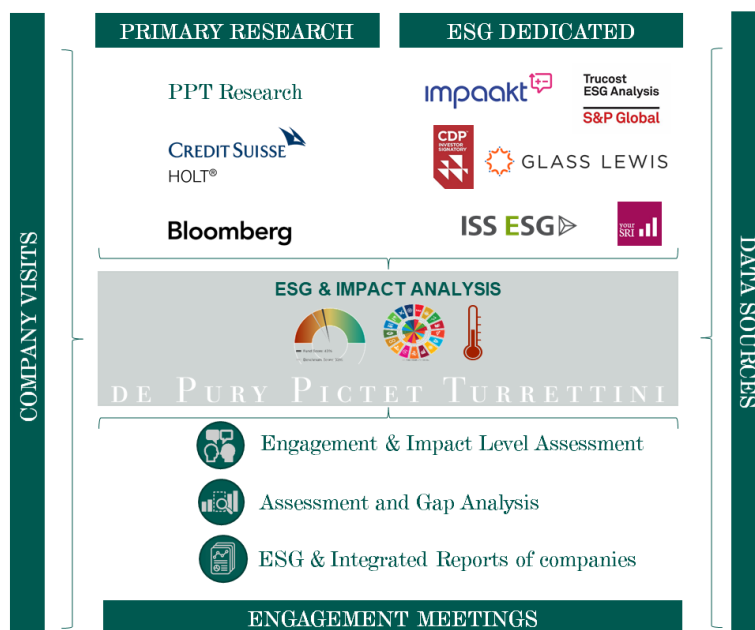 PRIMARY RESEARCH
ESG DEDICATED
COMPANY VISITS
DATA SOURCES
PPT Research
CREDIT SUISSE
HOLT®
Bloomberg
impaakt
Trucost
ESG Analysis
S&P Global
CDP
INVESTOR
SIGNATORY
GLASS LEWIS
ISS ESG
your
SRI
ESG & IMPACT ANALYSIS
DE PURY PICTET TURRETTINI
Engagement & Impact Level Assessment
Assessment and Gap Analysis
ESG & Integrated Reports of companies
ENGAGEMENT MEETINGS